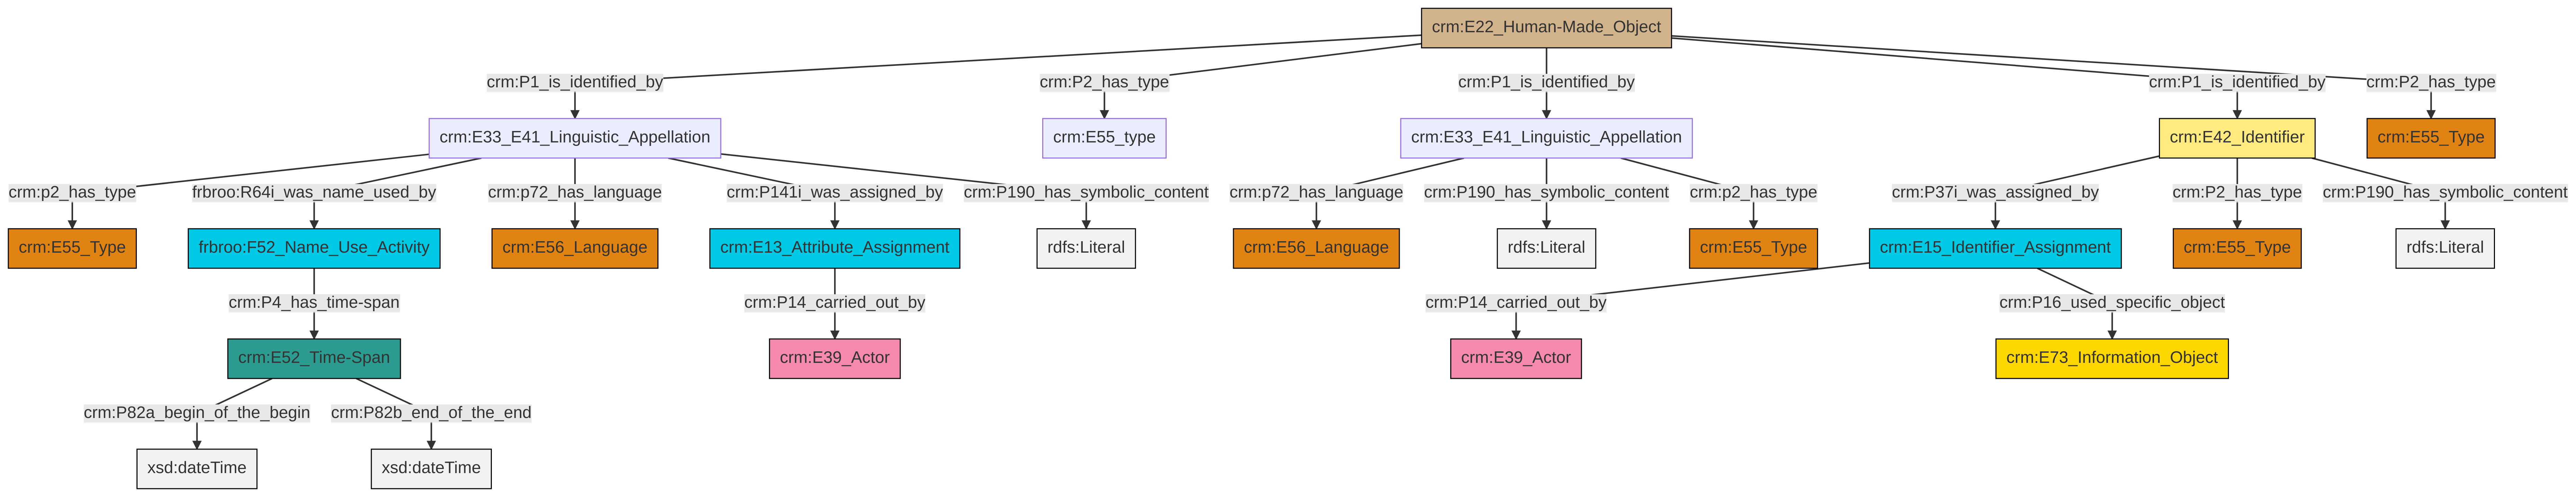 crm:E22_Human-Made_Object
crm:P1_is_identified_by
crm:P2_has_type
crm:P1_is_identified_by
crm:P1_is_identified_by
crm:P2_has_type
crm:E33_E41_Linguistic_Appellation
crm:E55_type
crm:E33_E41_Linguistic_Appellation
crm:E42_Identifier
crm:E55_Type
crm:p2_has_type
frbroo:R64i_was_name_used_by
crm:p72_has_language
crm:P141i_was_assigned_by
crm:P190_has_symbolic_content
crm:p72_has_language
crm:P190_has_symbolic_content
crm:p2_has_type
crm:P37i_was_assigned_by
crm:P2_has_type
crm:P190_has_symbolic_content
crm:E55_Type
frbroo:F52_Name_Use_Activity
crm:E56_Language
crm:E13_Attribute_Assignment
rdfs:Literal
crm:E56_Language
rdfs:Literal
crm:E55_Type
crm:E15_Identifier_Assignment
crm:E55_Type
rdfs:Literal
crm:P4_has_time-span
crm:P14_carried_out_by
crm:P14_carried_out_by
crm:P16_used_specific_object
crm:E52_Time-Span
crm:E39_Actor
crm:E39_Actor
crm:E73_Information_Object
crm:P82a_begin_of_the_begin
crm:P82b_end_of_the_end
xsd:dateTime
xsd:dateTime